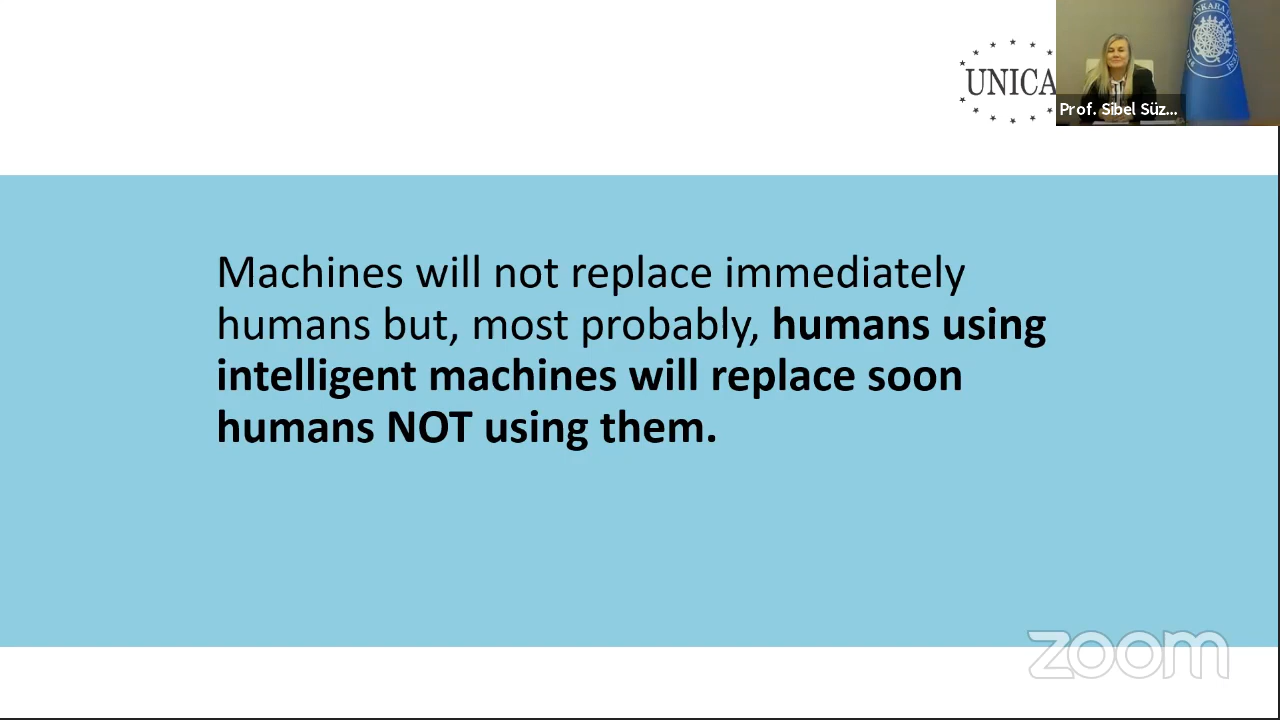 UNICA
Prof. Sibel Süz...
Machines will not replace immediately
humans but, most probably, humans using
intelligent machines will replace soon
humans NOT using them.
zoom